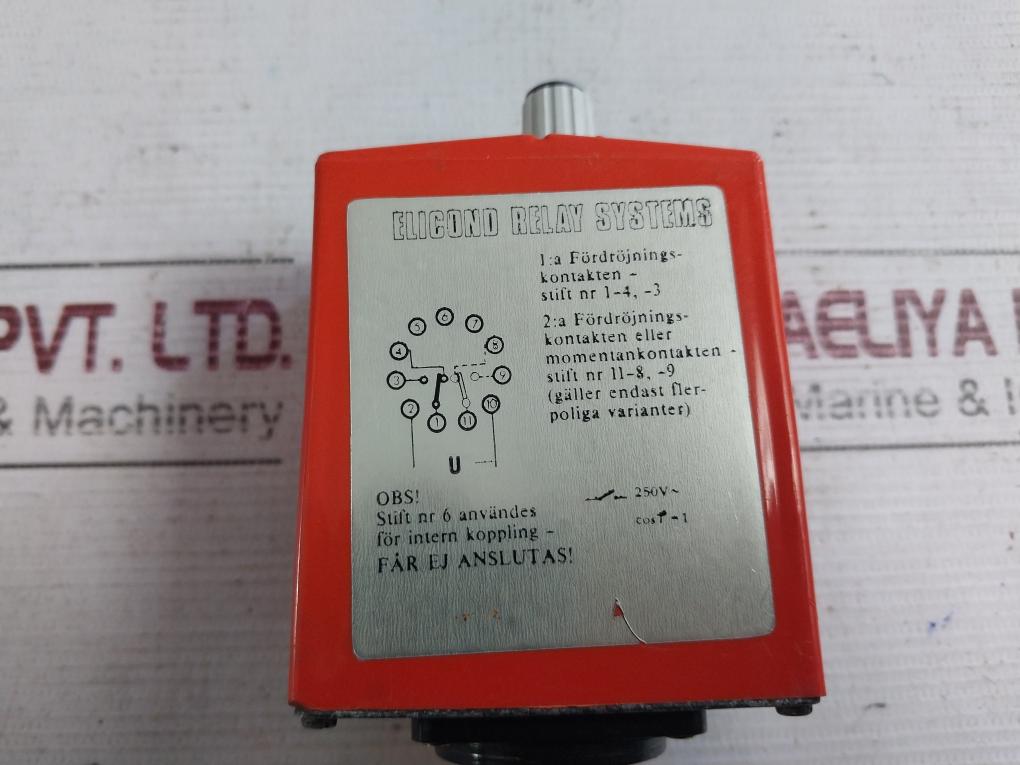 ELICOND RELAY SYSTEMS
1:a Fördröjnings-
kontakten -
stift nr 1-4, -3
2:a Fördröjnings-
kontakten eller
momentankontakten -
stift nr 11-8, -9
(gäller endast fler-
poliga varianter)
6
5
7
4
8
3
9
2
10
1
11
U
OBS!
Stift nr 6 användes
för intern koppling -
FÅR EJ ANSLUTAS!
250V~
cosφ -1
PVT. LTD.
& Machinery
AELIYA
Marine &